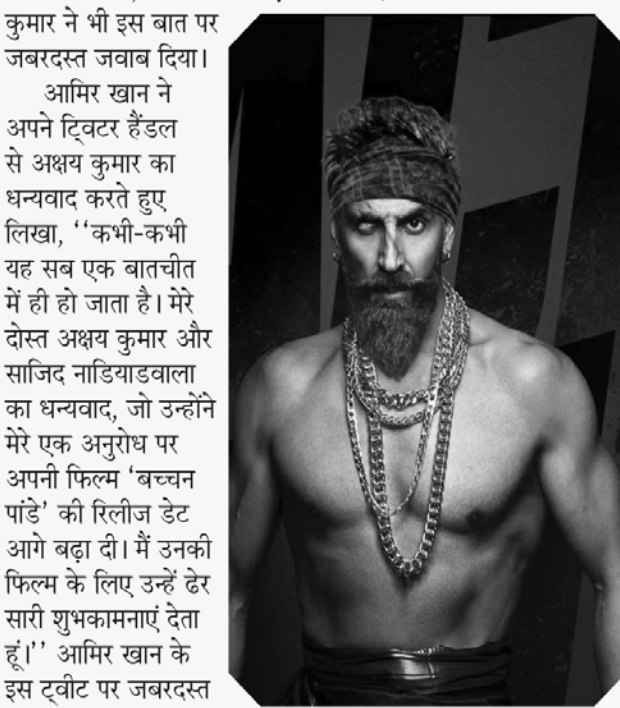 कुमार ने भी इस बात पर
जबरदस्त जवाब दिया।
आमिर खान ने
अपने ट्विटर हैंडल
से अक्षय कुमार का
धन्यवाद करते हुए
लिखा, ‘‘कभी-कभी
यह सब एक बातचीत
में ही हो जाता है। मेरे
दोस्त अक्षय कुमार और
साजिद नाडियाडवाला
का धन्यवाद, जो उन्होंने
मेरे एक अनुरोध पर
अपनी फिल्म ‘बच्चन
पांडे’ की रिलीज डेट
आगे बढ़ा दी। मैं उनकी
फिल्म के लिए उन्हें ढेर
सारी शुभकामनाएं देता
हूं।’’ आमिर खान के
इस ट्वीट पर जबरदस्त